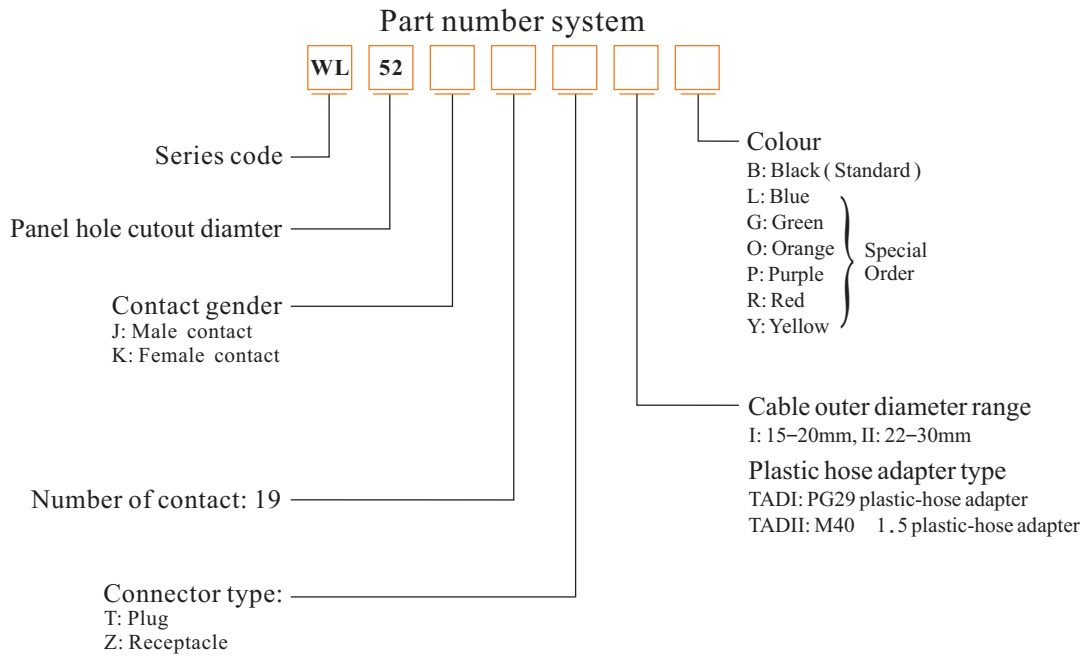 Part number system
WL 52
Series code
Panel hole cutout diamter
Contact gender
J: Male contact
K: Female contact
Number of contact: 19
Connector type:
T: Plug
Z: Receptacle
Colour
B: Black ( Standard )
L: Blue
G: Green
O: Orange
P: Purple
R: Red
Y: Yellow
Special
Order
Cable outer diameter range
I: 15–20mm, II: 22–30mm
Plastic hose adapter type
TADI: PG29 plastic-hose adapter
TADII: M40 1.5 plastic-hose adapter